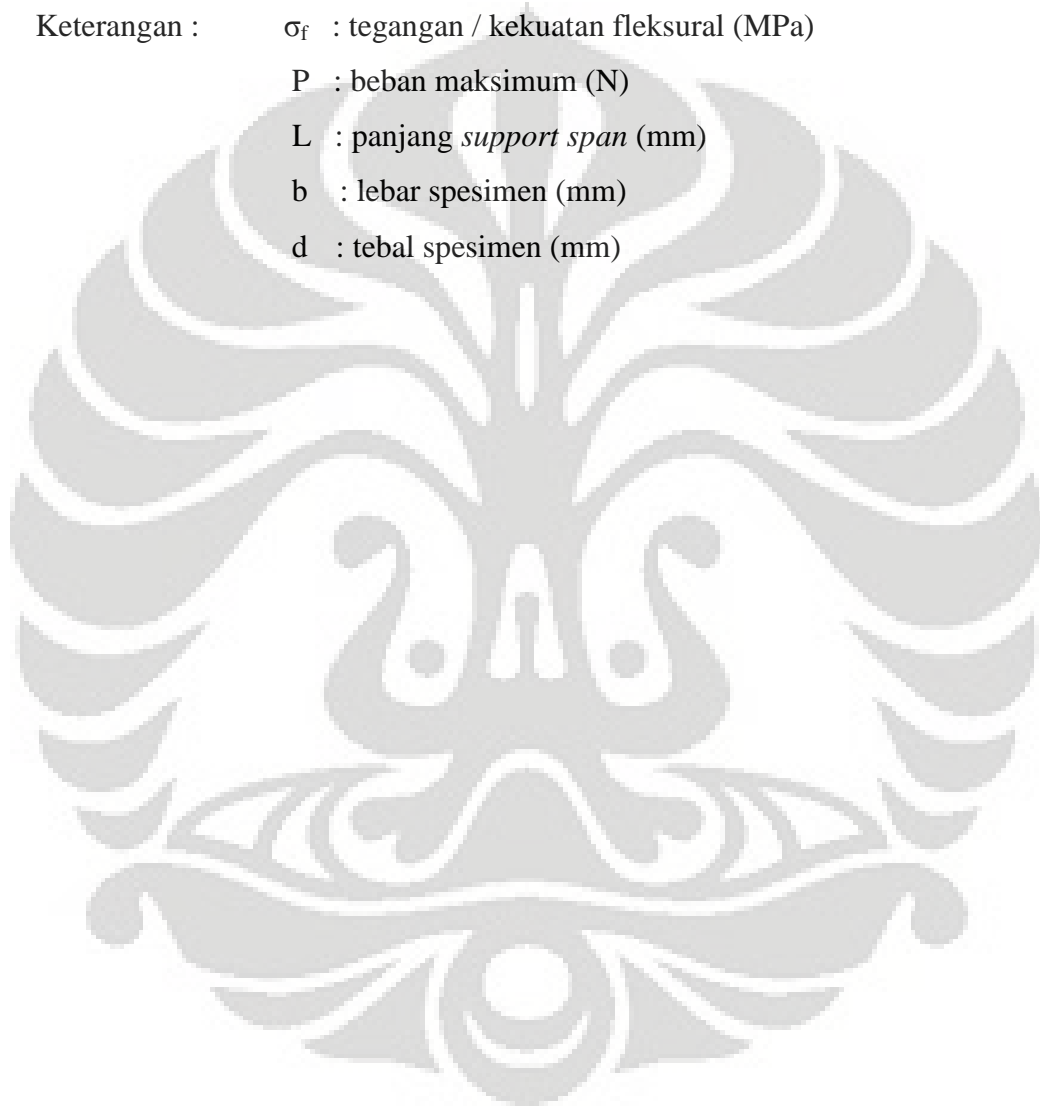 Keterangan : σf : tegangan / kekuatan fleksural (MPa)
P : beban maksimum (N)
L : panjang support span (mm)
b : lebar spesimen (mm)
d : tebal spesimen (mm)